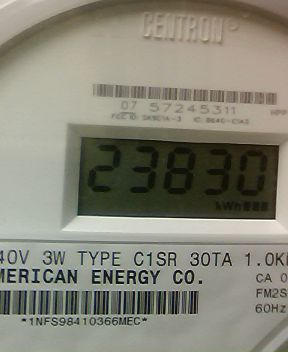 CENTRON
07 57245311
23830
kWh
40V 3W TYPE C1SR 30TA 1.0K
MERICAN ENERGY CO.
CA 0
FM2S
60Hz
*1NFS98410366MEC*